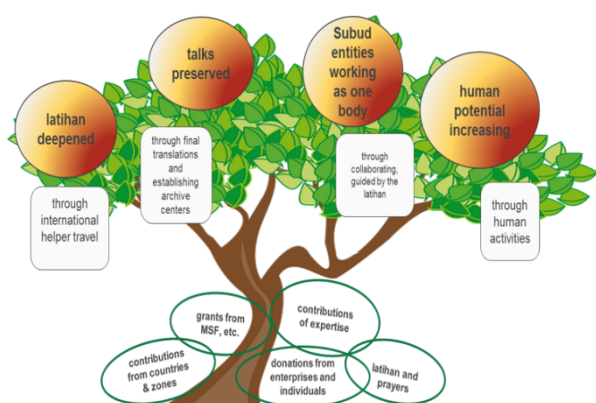 latihan
deepened
talks
preserved
Subud
entities
working
as one
body
human
potential
increasing
through
international
helper travel
through final
translations
and
establishing
archive
centers
through
collaborating,
guided by the
latihan
through
human
activities
grants from
MSF, etc.
contributions
of expertise
contributions
from countries
& zones
donations from
enterprises and
individuals
latihan and
prayers